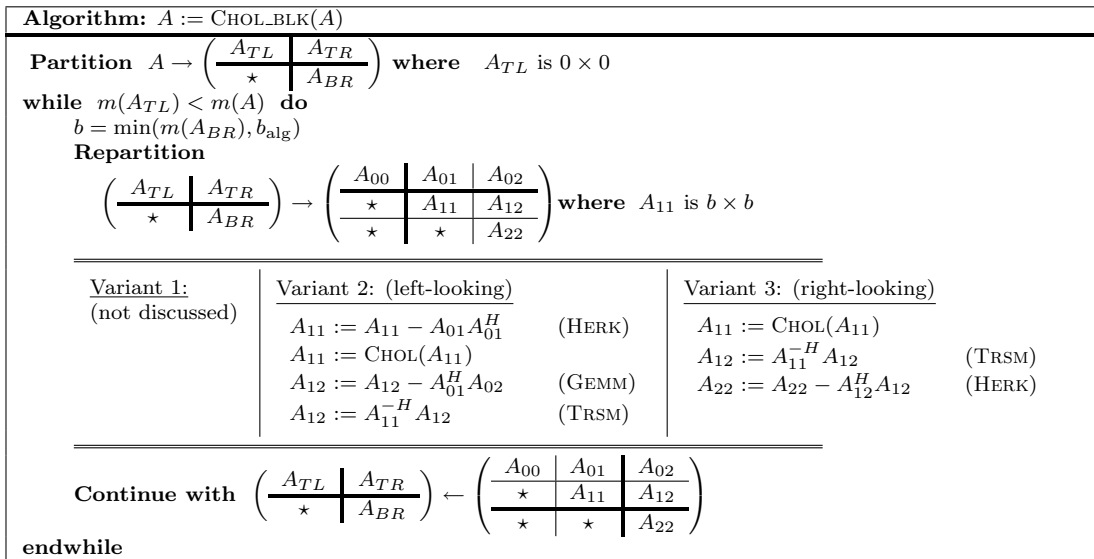 Algorithm: A := CHOL_BLK(A)
Partition A → ( A_TL | A_TR ) where A_TL is 0 × 0
( ⋆ | A_BR )
while m(A_TL) < m(A) do
b = min(m(A_BR), b_alg)
Repartition
( A_TL | A_TR ) → ( A_00 | A_01 | A_02 )
( ⋆ | A_BR ) ( ⋆ | A_11 | A_12 ) where A_11 is b × b
( ⋆ | ⋆ | A_22 )
Variant 1:
(not discussed)
Variant 2: (left-looking)
A_11 := A_11 − A_01 A_01^H (HERK)
A_11 := CHOL(A_11)
A_12 := A_12 − A_01^H A_02 (GEMM)
A_12 := A_11^{−H} A_12 (TRSM)
Variant 3: (right-looking)
A_11 := CHOL(A_11)
A_12 := A_11^{−H} A_12 (TRSM)
A_22 := A_22 − A_12^H A_12 (HERK)
Continue with ( A_TL | A_TR ) ← ( A_00 | A_01 | A_02 )
( ⋆ | A_BR ) ( ⋆ | A_11 | A_12 )
( ⋆ | ⋆ | A_22 )
endwhile